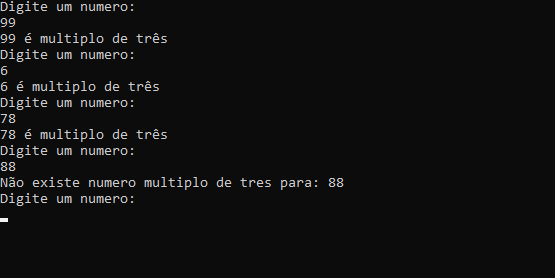 Digite um numero:
99
99 é multiplo de três
Digite um numero:
6
6 é multiplo de três
Digite um numero:
78
78 é multiplo de três
Digite um numero:
88
Não existe numero multiplo de tres para: 88
Digite um numero: